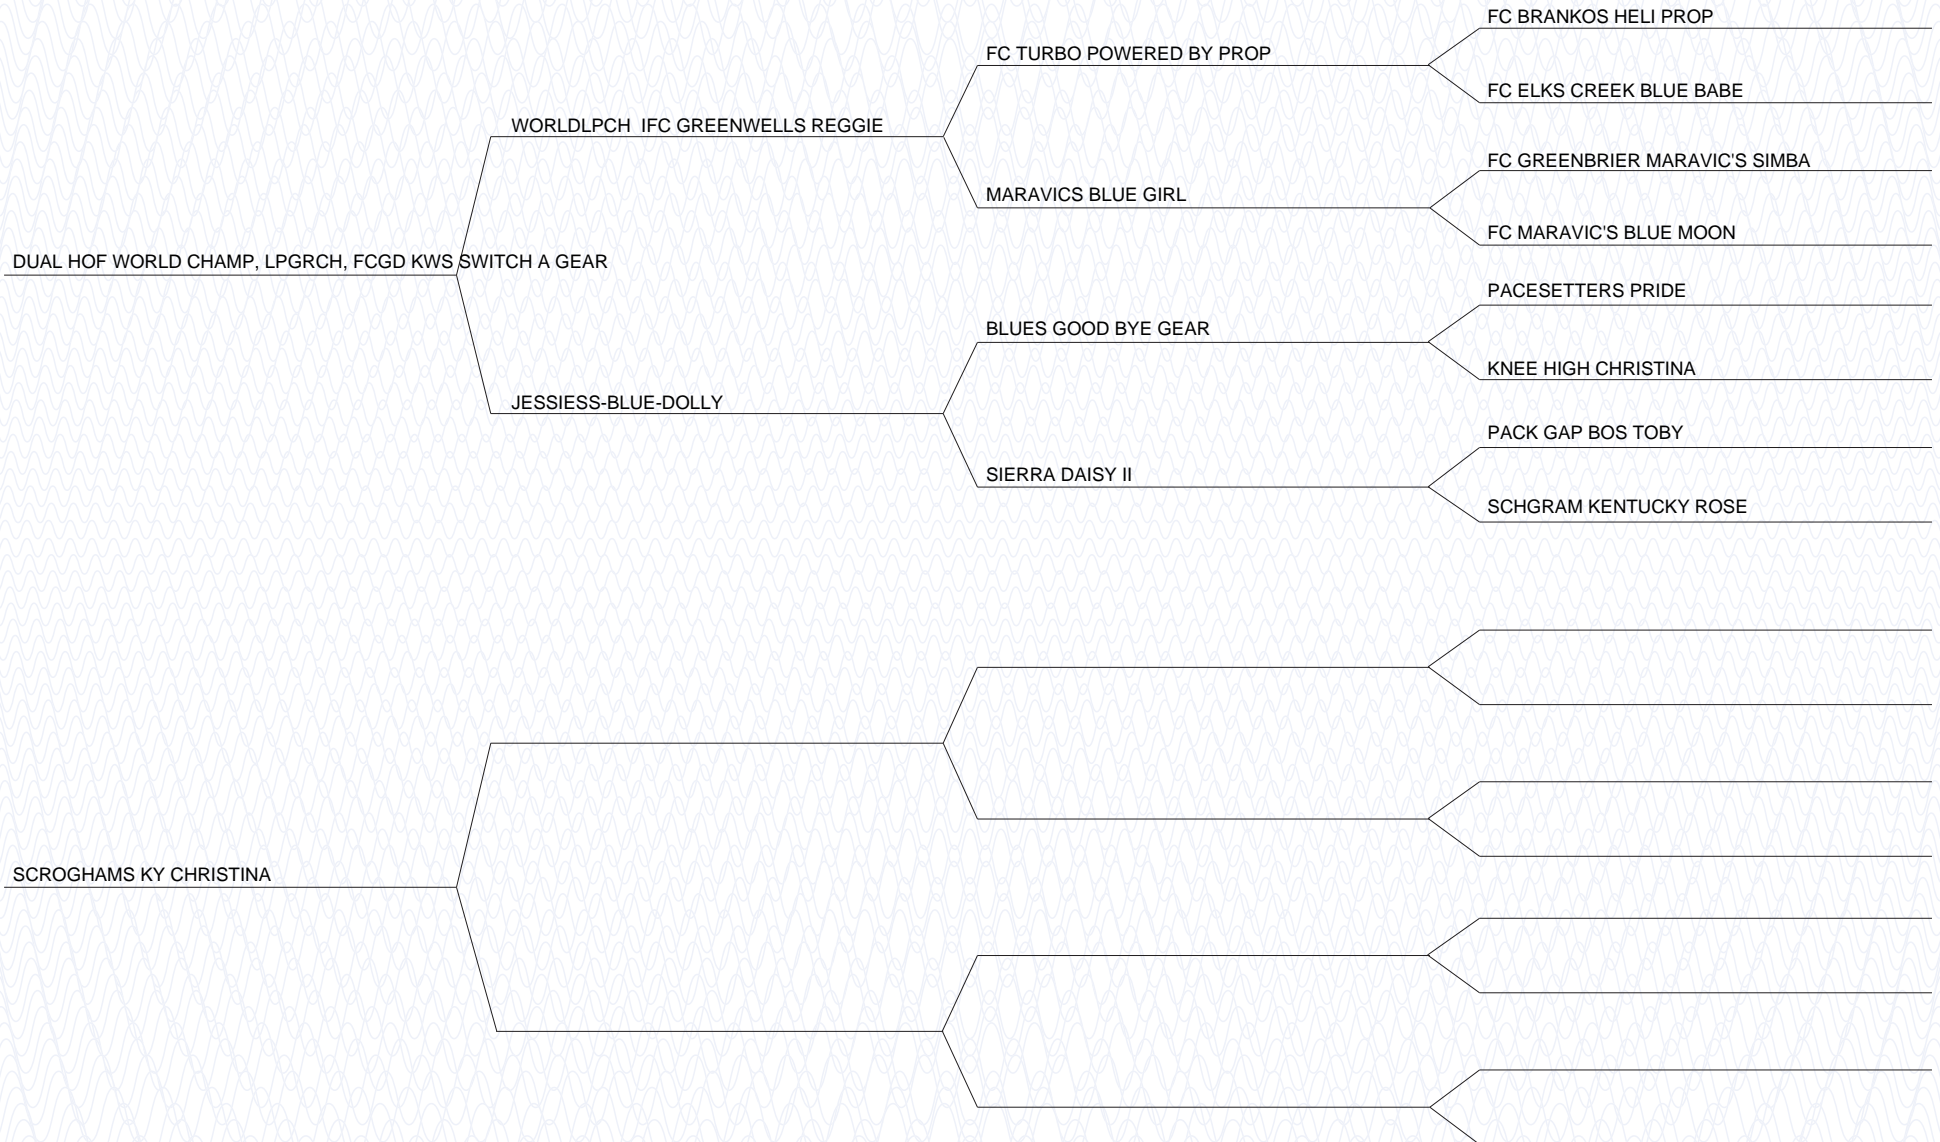 FC BRANKOS HELI PROP
FC TURBO POWERED BY PROP
FC ELKS CREEK BLUE BABE
WORLDLPCH  IFC GREENWELLS REGGIE
FC GREENBRIER MARAVIC'S SIMBA
MARAVICS BLUE GIRL
FC MARAVIC'S BLUE MOON
DUAL HOF WORLD CHAMP, LPGRCH, FCGD KWS SWITCH A GEAR
PACESETTERS PRIDE
BLUES GOOD BYE GEAR
KNEE HIGH CHRISTINA
JESSIESS-BLUE-DOLLY
PACK GAP BOS TOBY
SIERRA DAISY II
SCHGRAM KENTUCKY ROSE
SCROGHAMS KY CHRISTINA